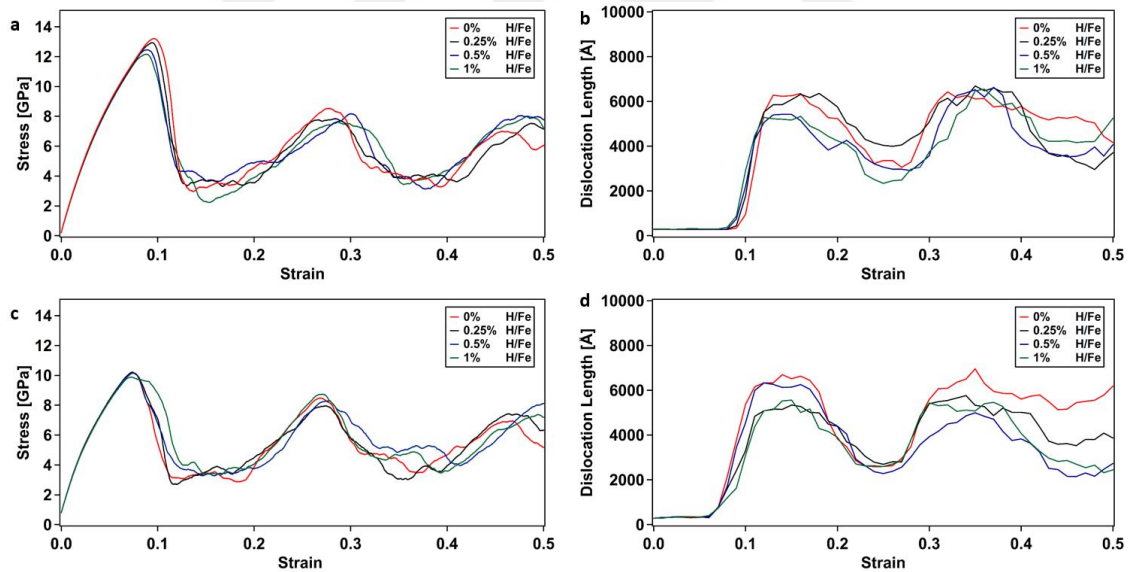 a
Stress [GPa]
14
12
10
8
6
4
2
0
0.0 0.1 0.2 0.3 0.4 0.5
Strain
0% H/Fe
0.25% H/Fe
0.5% H/Fe
1% H/Fe
b
Dislocation Length [Å]
10000
8000
6000
4000
2000
0
0.0 0.1 0.2 0.3 0.4 0.5
Strain
0% H/Fe
0.25% H/Fe
0.5% H/Fe
1% H/Fe
c
Stress [GPa]
14
12
10
8
6
4
2
0
0.0 0.1 0.2 0.3 0.4 0.5
Strain
0% H/Fe
0.25% H/Fe
0.5% H/Fe
1% H/Fe
d
Dislocation Length [Å]
10000
8000
6000
4000
2000
0
0.0 0.1 0.2 0.3 0.4 0.5
Strain
0% H/Fe
0.25% H/Fe
0.5% H/Fe
1% H/Fe